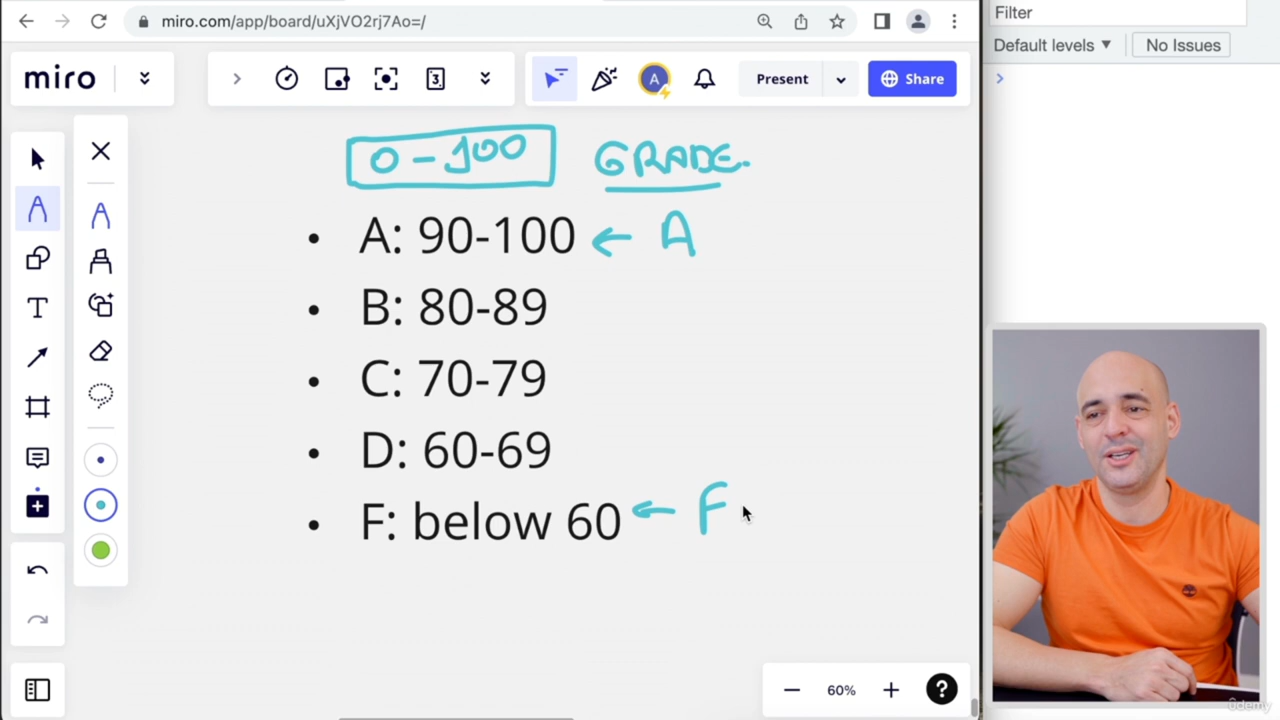 miro.com/app/board/uXjVO2rj7Ao=/
Filter
Default levels ▼
No Issues
miro
3
A
Present
Share
0 - 100
GRADE.
• A: 90-100 ← A
• B: 80-89
• C: 70-79
• D: 60-69
• F: below 60 ← F
T
− 60% + ?
ûdemy